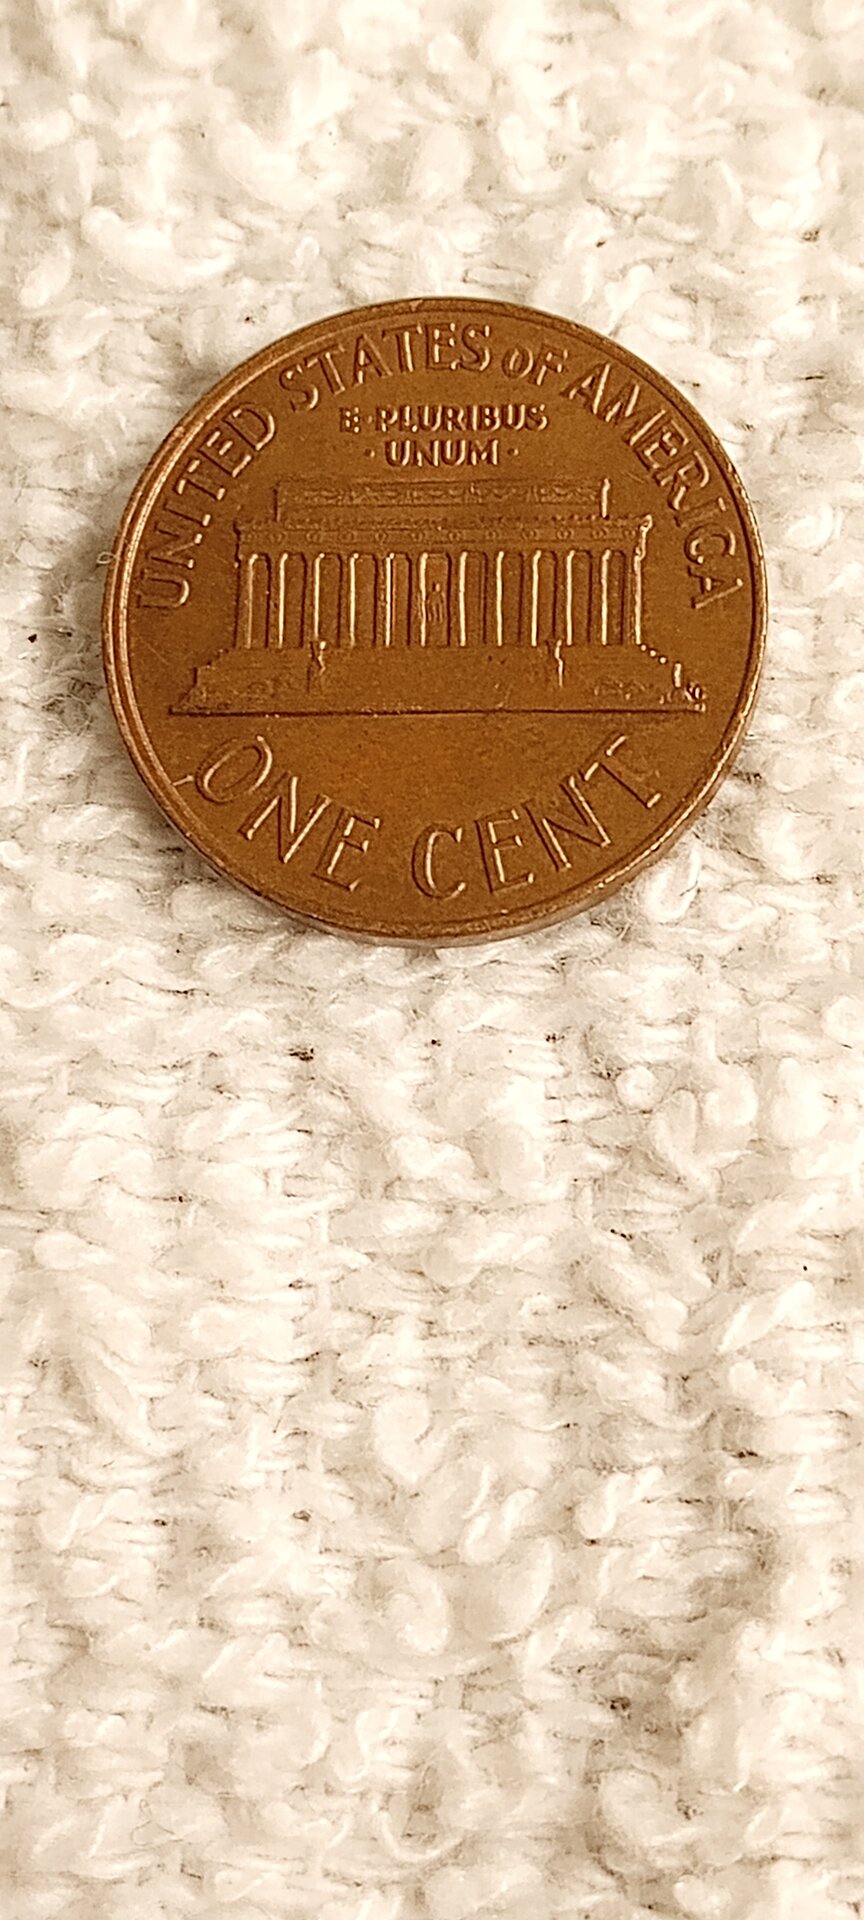 UNITED STATES OF AMERICA
E·PLURIBUS
·UNUM·
ONE CENT